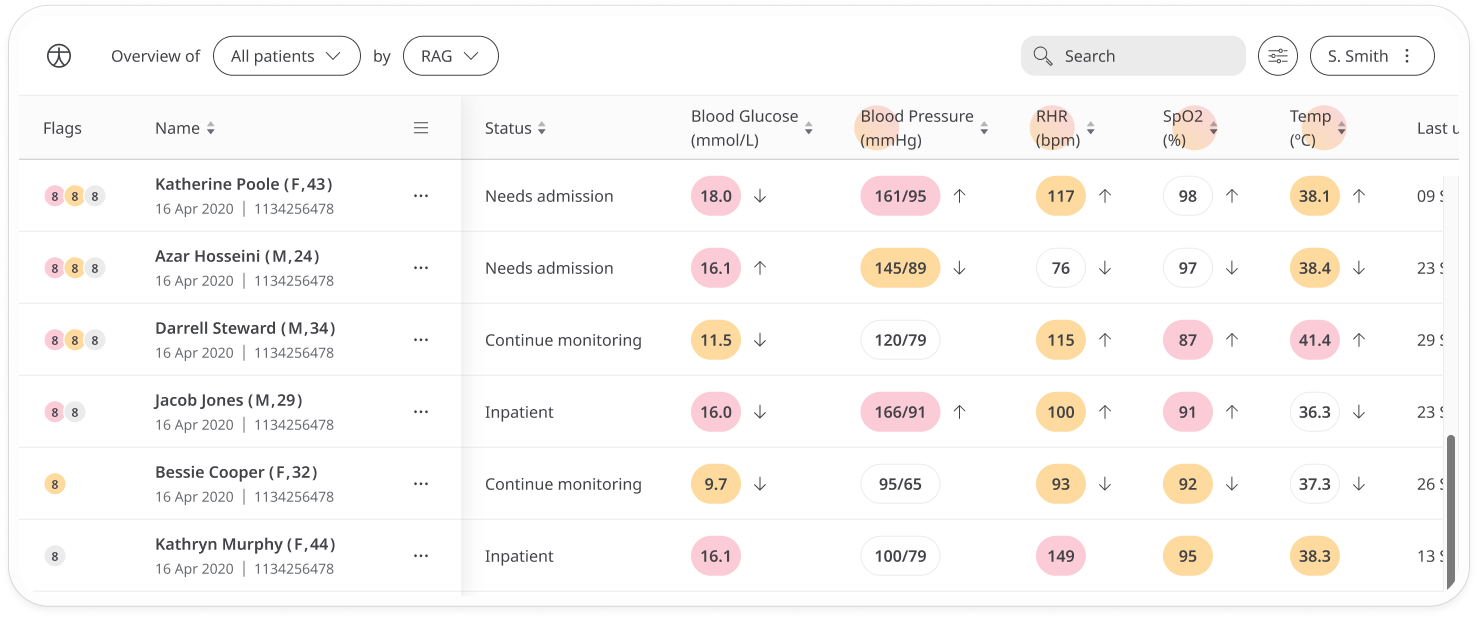 Overview of All patients by RAG Search S. Smith
Flags Name Status Blood Glucose (mmol/L) Blood Pressure (mmHg) RHR (bpm) SpO2 (%) Temp (ºC) Last
Katherine Poole (F,43)
8 8 8 Needs admission 18.0 ↓ 161/95 ↑ 117 ↑ 98 ↑ 38.1 ↑ 09
16 Apr 2020 | 1134256478
Azar Hosseini (M,24)
8 8 8 Needs admission 16.1 ↑ 145/89 ↓ 76 ↓ 97 ↓ 38.4 ↓ 23
16 Apr 2020 | 1134256478
Darrell Steward (M,34)
8 8 8 Continue monitoring 11.5 ↓ 120/79 115 ↑ 87 ↑ 41.4 ↑ 29
16 Apr 2020 | 1134256478
Jacob Jones (M,29)
8 8 Inpatient 16.0 ↓ 166/91 ↑ 100 ↑ 91 ↑ 36.3 ↓ 23
16 Apr 2020 | 1134256478
Bessie Cooper (F,32)
8 Continue monitoring 9.7 ↓ 95/65 93 ↓ 92 ↓ 37.3 ↓ 26
16 Apr 2020 | 1134256478
Kathryn Murphy (F,44)
8 Inpatient 16.1 100/79 149 95 38.3 13
16 Apr 2020 | 1134256478